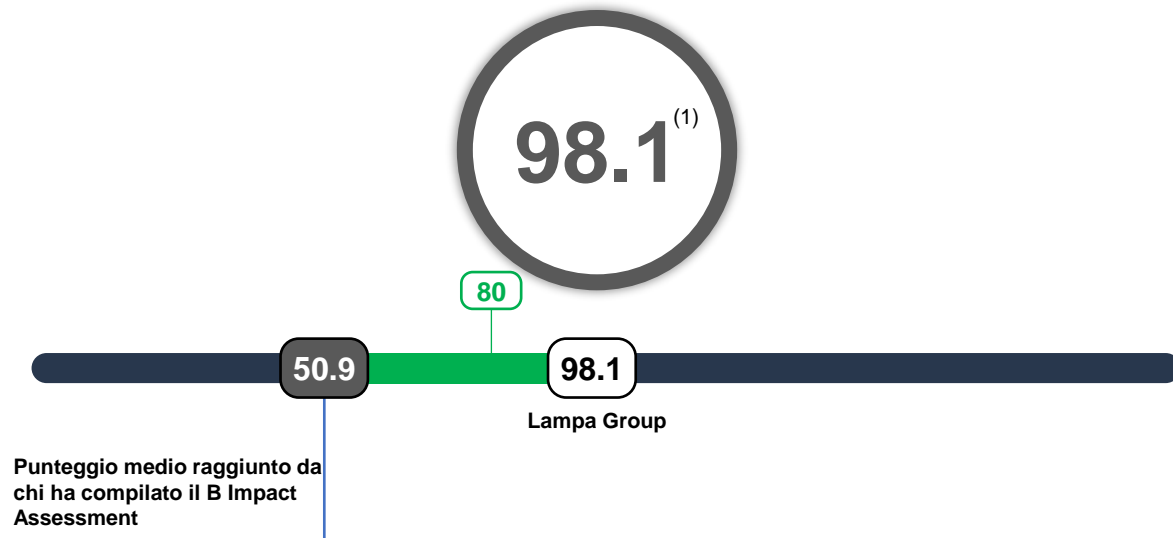 98.1(1)
80
50.9
98.1
Lampa Group
Punteggio medio raggiunto da
chi ha compilato il B Impact
Assessment